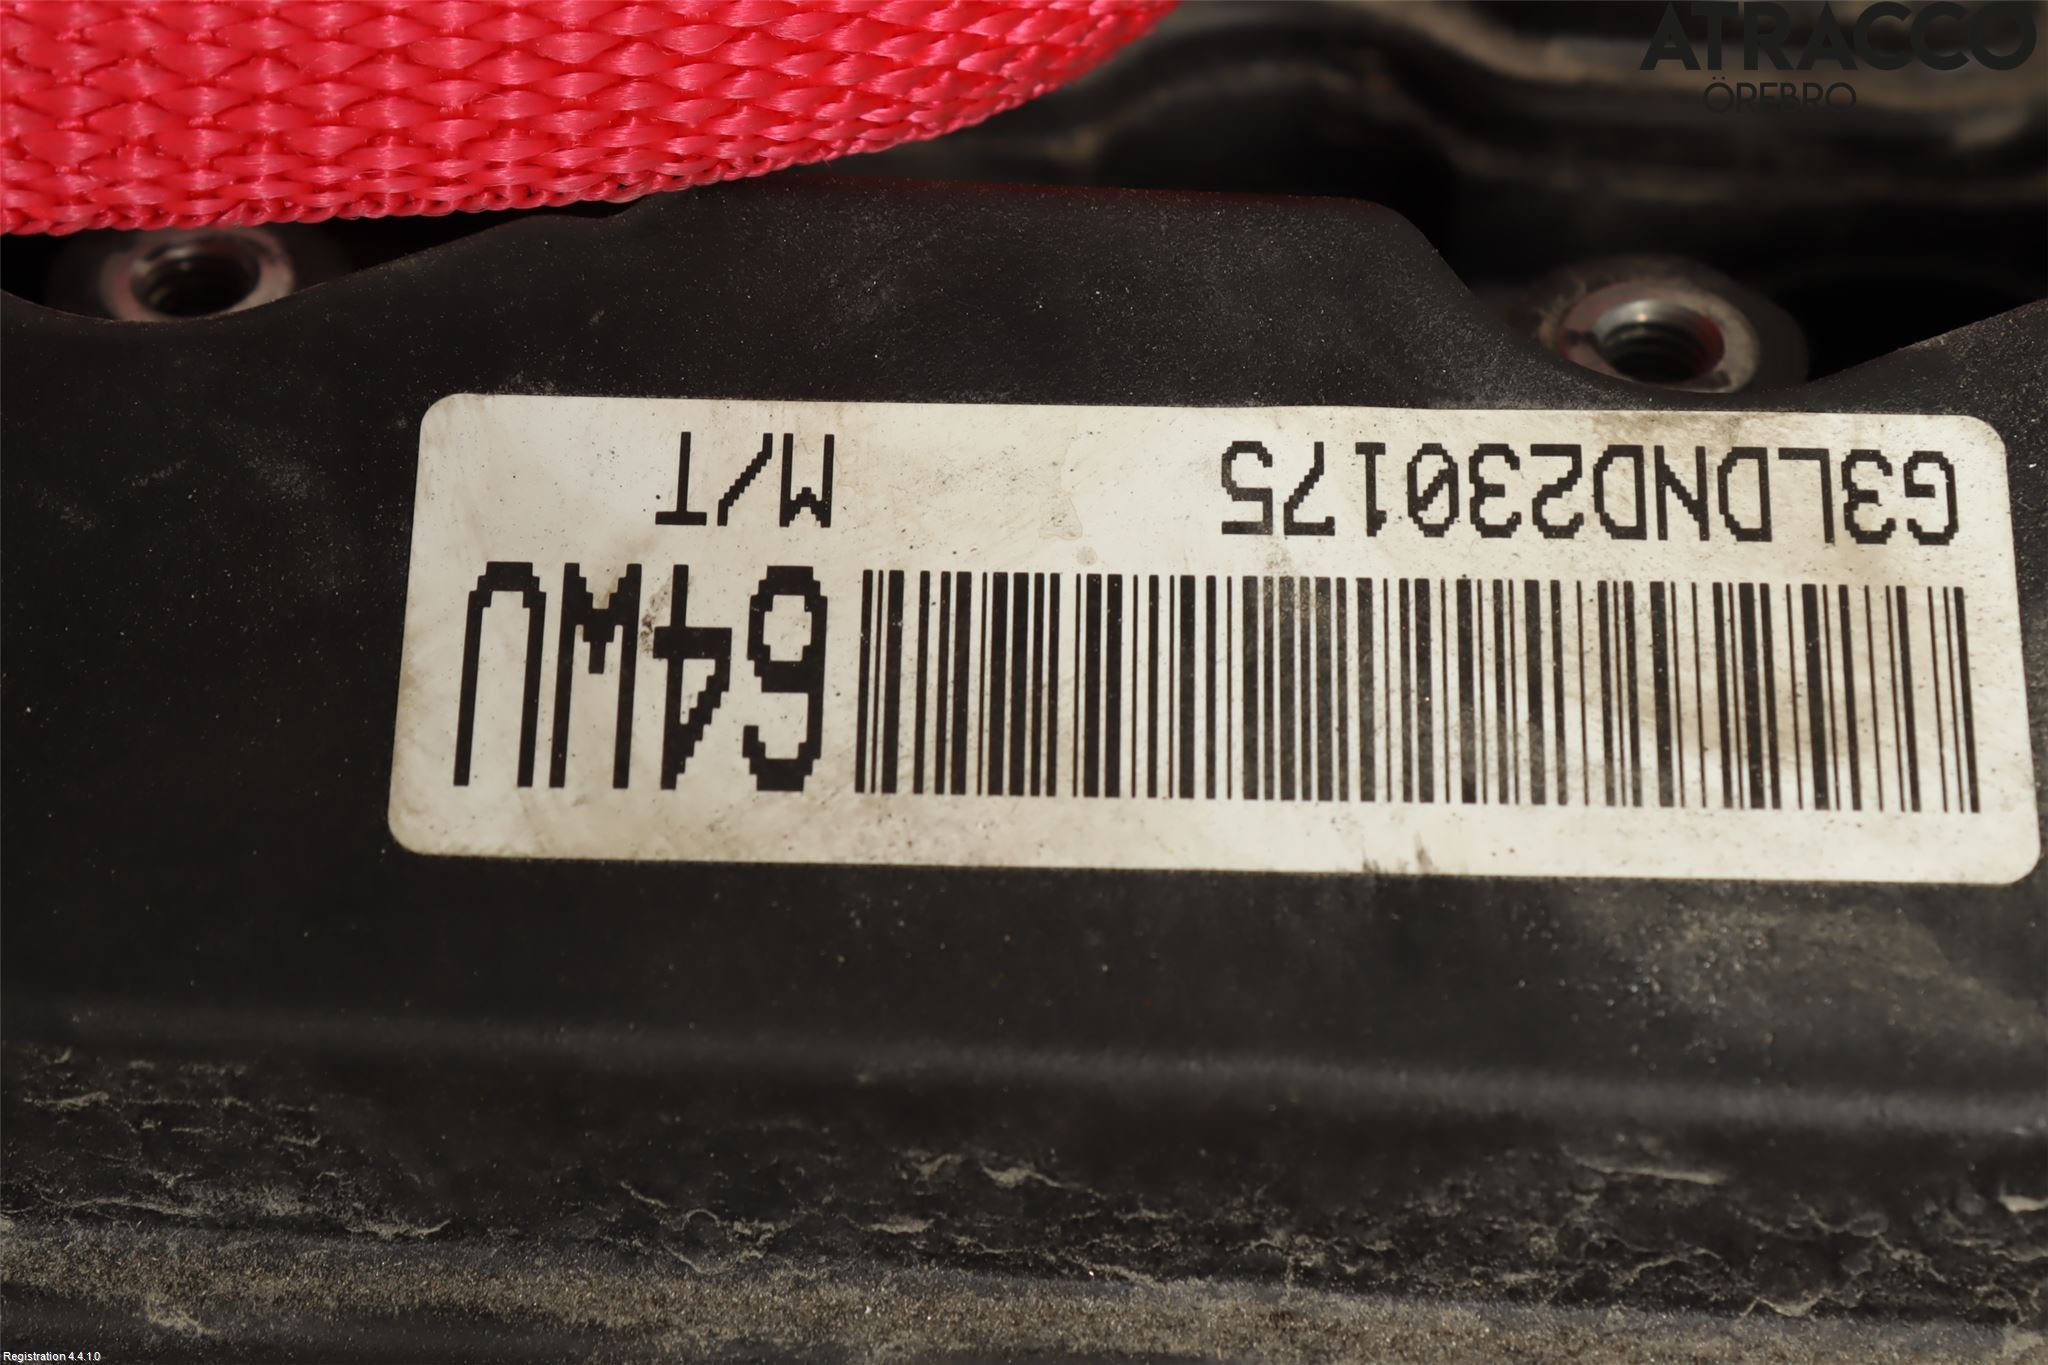 ATRACCO
ÖREBRO
64WU
G3LDND230175 M/T
Registration 4.4.1.0